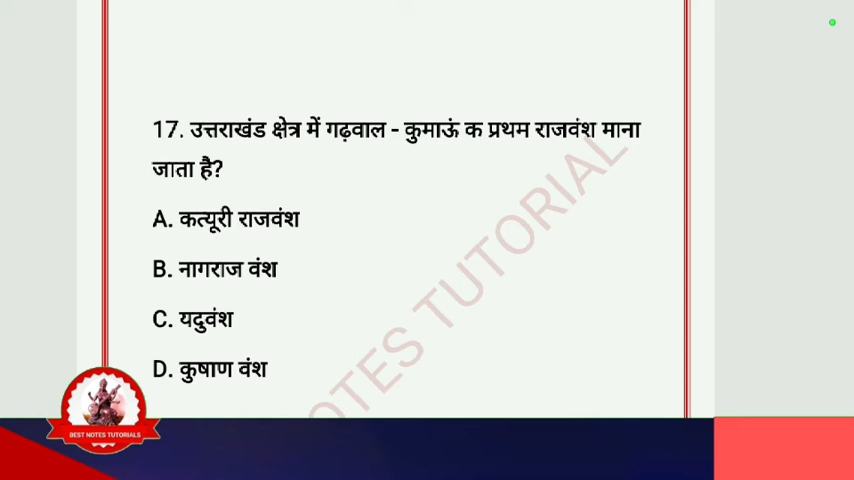 17. उत्तराखंड क्षेत्र में गढ़वाल - कुमाऊं क प्रथम राजवंश माना
जाता है?
A. कत्यूरी राजवंश
B. नागराज वंश
C. यदुवंश
D. कुषाण वंश
NOTES TUTORIAL
BEST NOTES TUTORIALS